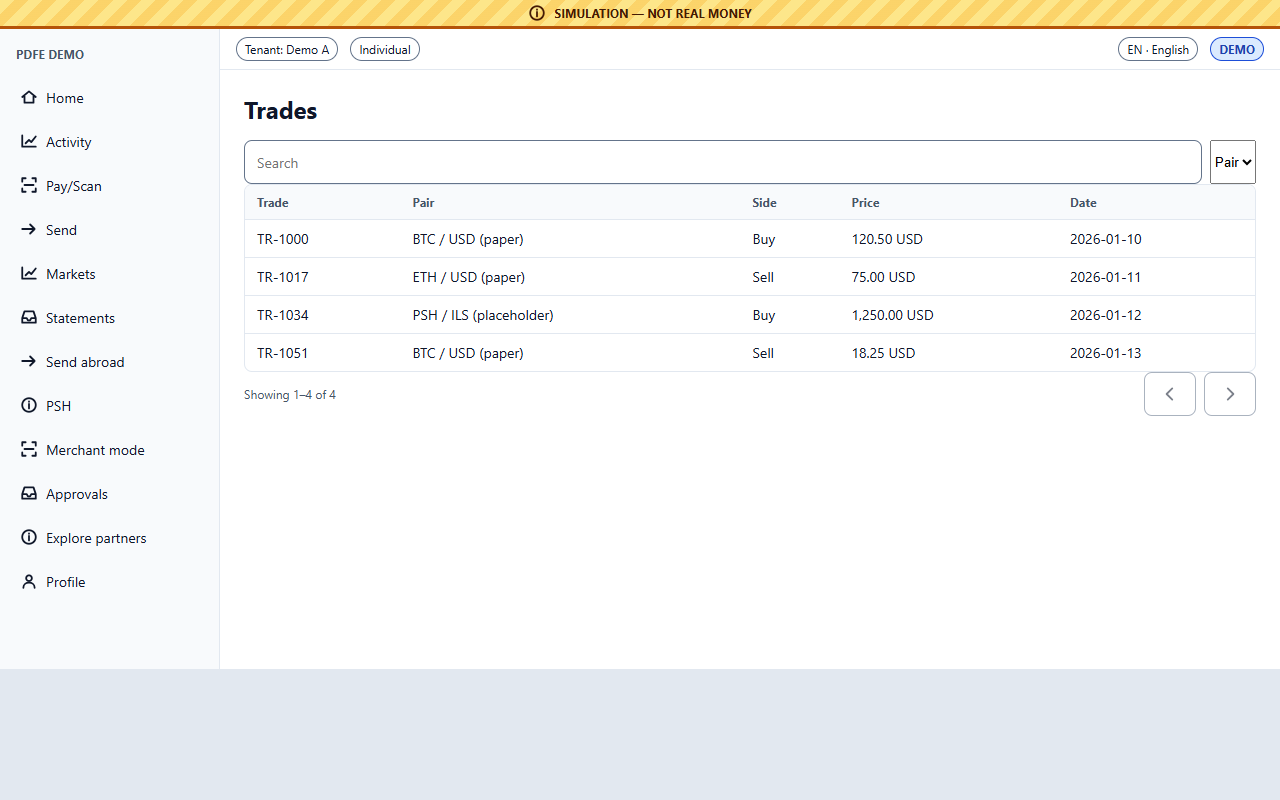 SIMULATION — NOT REAL MONEY
PDFE DEMO
Tenant: Demo A
Individual
EN · English
DEMO
Home
Activity
Pay/Scan
Send
Markets
Statements
Send abroad
PSH
Merchant mode
Approvals
Explore partners
Profile
Trades
Search
Pair
Trade Pair Side Price Date
TR-1000 BTC / USD (paper) Buy 120.50 USD 2026-01-10
TR-1017 ETH / USD (paper) Sell 75.00 USD 2026-01-11
TR-1034 PSH / ILS (placeholder) Buy 1,250.00 USD 2026-01-12
TR-1051 BTC / USD (paper) Sell 18.25 USD 2026-01-13
Showing 1–4 of 4